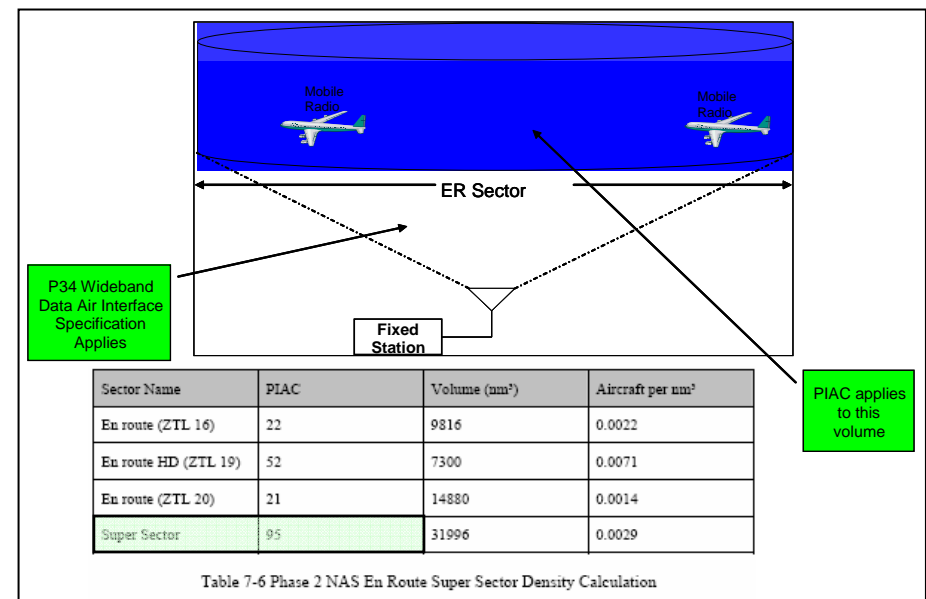 Mobile
Radio
Mobile
Radio
ER Sector
P34 Wideband
Data Air Interface
Specification
Applies
Fixed
Station
PIAC applies
to this
volume
Sector Name PIAC Volume (nm³) Aircraft per nm³
En route (ZTL 16) 22 9816 0.0022
En route HD (ZTL 19) 52 7300 0.0071
En route (ZTL 20) 21 14880 0.0014
Super Sector 95 31996 0.0029
Table 7-6 Phase 2 NAS En Route Super Sector Density Calculation